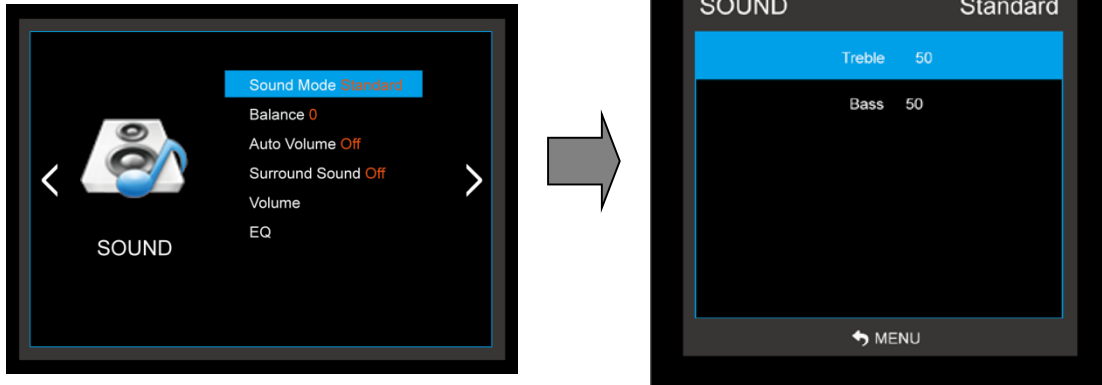 Sound Mode Standard
Balance 0
Auto Volume Off
Surround Sound Off
Volume
EQ
SOUND
SOUND Standard
Treble 50
Bass 50
MENU